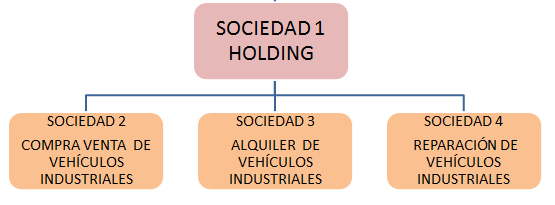 SOCIEDAD 1
HOLDING
SOCIEDAD 2
COMPRA VENTA DE
VEHÍCULOS
INDUSTRIALES
SOCIEDAD 3
ALQUILER DE
VEHÍCULOS
INDUSTRIALES
SOCIEDAD 4
REPARACIÓN DE
VEHÍCULOS
INDUSTRIALES